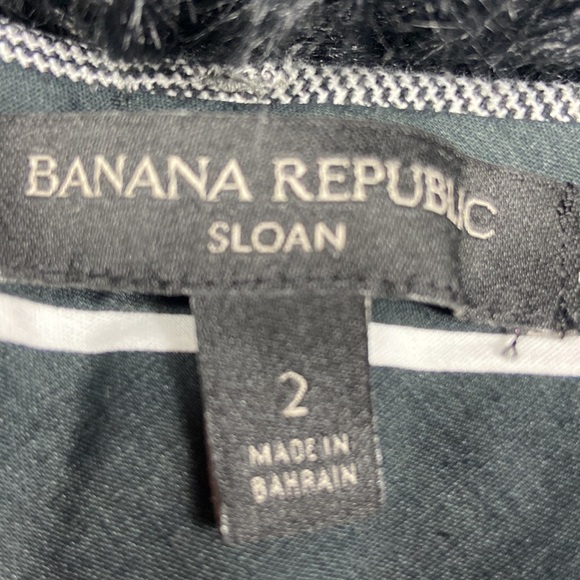 BANANA REPUBLIC
SLOAN
2
MADE IN
BAHRAIN